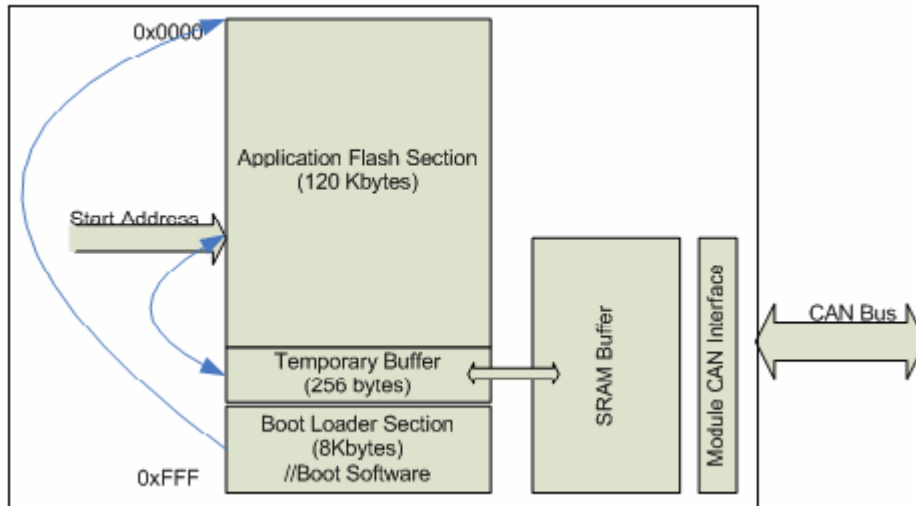 0x0000
Application Flash Section
(120 Kbytes)
Start Address
Temporary Buffer
(256 bytes)
Boot Loader Section
(8Kbytes)
//Boot Software
0xFFF
SRAM Buffer
Module CAN Interface
CAN Bus